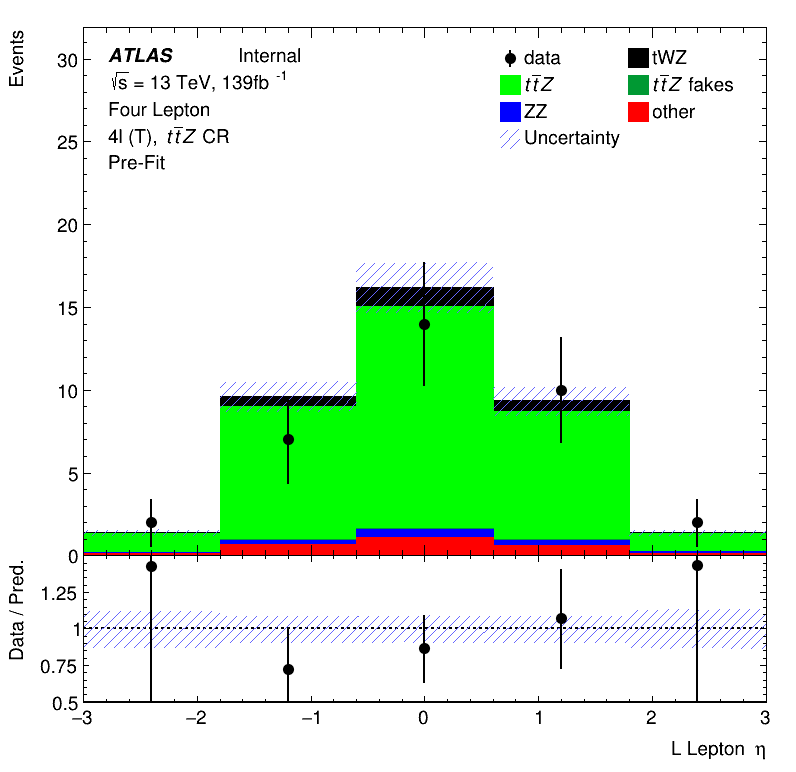 Events
30
25
20
15
10
5
0
ATLAS Internal
√s = 13 TeV, 139fb⁻¹
Four Lepton
4l (T), tt̄Z CR
Pre-Fit
data
tWZ
tt̄Z
tt̄Z fakes
ZZ
other
Uncertainty
Data / Pred.
1.25
1
0.75
0.5
−3 −2 −1 0 1 2 3
L Lepton η